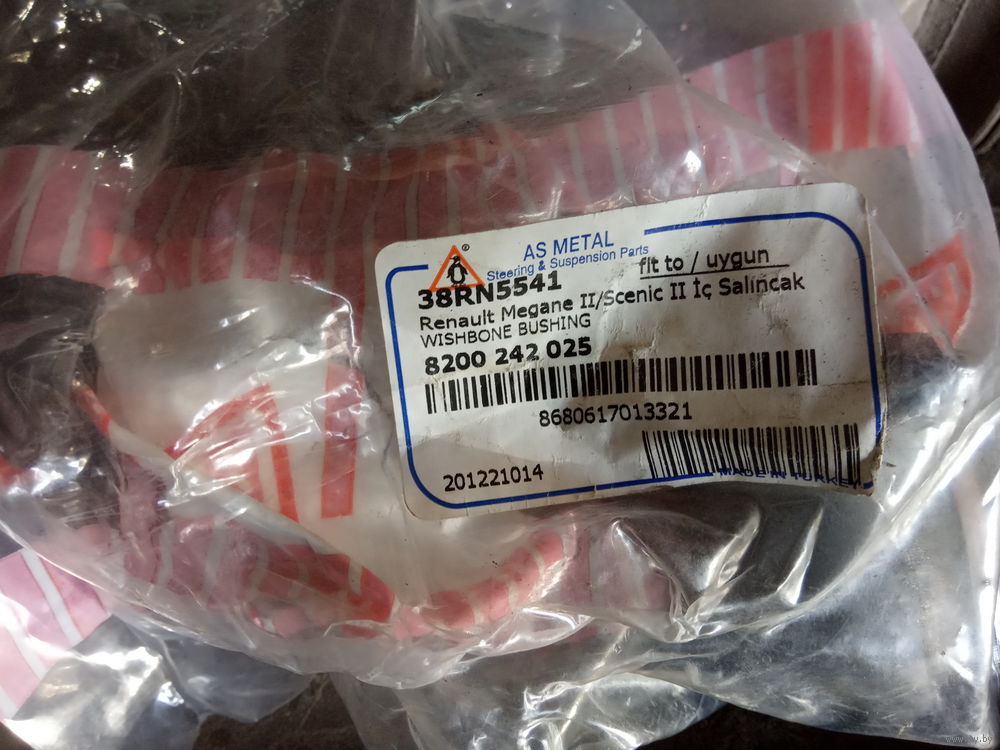 ®
AS METAL
Steering & Suspension Parts
fit to / uygun
38RN5541
Renault Megane II/Scenic II İç Salıncak
WISHBONE BUSHING
8200 242 025
8680617013321
201221014
MADE IN TURKEY